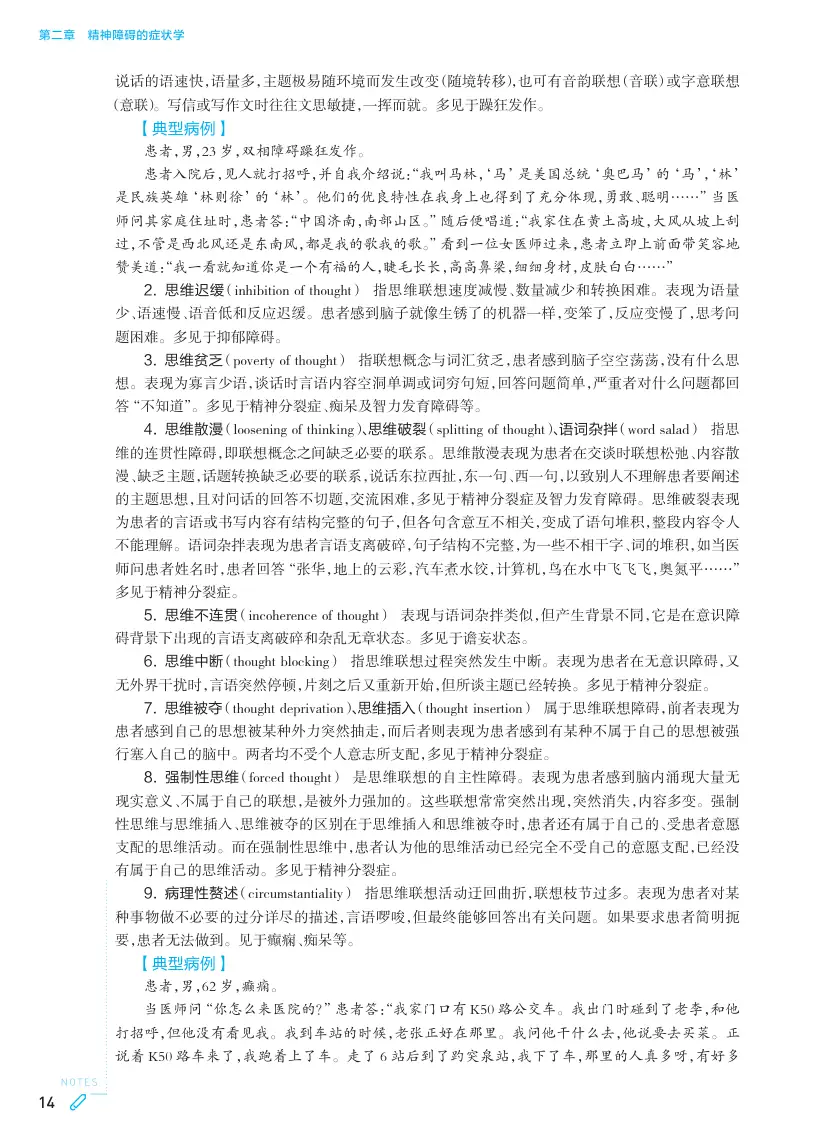 第二章　精神障碍的症状学
说话的语速快,语量多,主题极易随环境而发生改变(随境转移),也可有音韵联想(音联)或字意联想
(意联)。写信或写作文时往往文思敏捷,一挥而就。多见于躁狂发作。
【典型病例】
患者,男,23 岁,双相障碍躁狂发作。
患者入院后,见人就打招呼,并自我介绍说:“我叫马林,‘马’是美国总统‘奥巴马’的‘马’,‘林’
是民族英雄‘林则徐’的‘林’。他们的优良特性在我身上也得到了充分体现,勇敢、聪明……”当医
师问其家庭住址时,患者答:“中国济南,南部山区。”随后便唱道:“我家住在黄土高坡,大风从坡上刮
过,不管是西北风还是东南风,都是我的歌我的歌。”看到一位女医师过来,患者立即上前面带笑容地
赞美道:“我一看就知道你是一个有福的人,睫毛长长,高高鼻梁,细细身材,皮肤白白……”
2. 思维迟缓(inhibition of thought)　指思维联想速度减慢、数量减少和转换困难。表现为语量
少、语速慢、语音低和反应迟缓。患者感到脑子就像生锈了的机器一样,变笨了,反应变慢了,思考问
题困难。多见于抑郁障碍。
3. 思维贫乏(poverty of thought)　指联想概念与词汇贫乏,患者感到脑子空空荡荡,没有什么思
想。表现为寡言少语,谈话时言语内容空洞单调或词穷句短,回答问题简单,严重者对什么问题都回
答“不知道”。多见于精神分裂症、痴呆及智力发育障碍等。
4. 思维散漫(loosening of thinking)、思维破裂(splitting of thought)、语词杂拌(word salad)　指思
维的连贯性障碍,即联想概念之间缺乏必要的联系。思维散漫表现为患者在交谈时联想松弛、内容散
漫、缺乏主题,话题转换缺乏必要的联系,说话东拉西扯,东一句、西一句,以致别人不理解患者要阐述
的主题思想,且对问话的回答不切题,交流困难,多见于精神分裂症及智力发育障碍。思维破裂表现
为患者的言语或书写内容有结构完整的句子,但各句含意互不相关,变成了语句堆积,整段内容令人
不能理解。语词杂拌表现为患者言语支离破碎,句子结构不完整,为一些不相干字、词的堆积,如当医
师问患者姓名时,患者回答“张华,地上的云彩,汽车煮水饺,计算机,鸟在水中飞飞飞,奥氮平……”
多见于精神分裂症。
5. 思维不连贯(incoherence of thought)　表现与语词杂拌类似,但产生背景不同,它是在意识障
碍背景下出现的言语支离破碎和杂乱无章状态。多见于谵妄状态。
6. 思维中断(thought blocking)　指思维联想过程突然发生中断。表现为患者在无意识障碍,又
无外界干扰时,言语突然停顿,片刻之后又重新开始,但所谈主题已经转换。多见于精神分裂症。
7. 思维被夺(thought deprivation)、思维插入(thought insertion)　属于思维联想障碍,前者表现为
患者感到自己的思想被某种外力突然抽走,而后者则表现为患者感到有某种不属于自己的思想被强
行塞入自己的脑中。两者均不受个人意志所支配,多见于精神分裂症。
8. 强制性思维(forced thought)　是思维联想的自主性障碍。表现为患者感到脑内涌现大量无
现实意义、不属于自己的联想,是被外力强加的。这些联想常常突然出现,突然消失,内容多变。强制
性思维与思维插入、思维被夺的区别在于思维插入和思维被夺时,患者还有属于自己的、受患者意愿
支配的思维活动。而在强制性思维中,患者认为他的思维活动已经完全不受自己的意愿支配,已经没
有属于自己的思维活动。多见于精神分裂症。
9. 病理性赘述(circumstantiality)　指思维联想活动迂回曲折,联想枝节过多。表现为患者对某
种事物做不必要的过分详尽的描述,言语啰唆,但最终能够回答出有关问题。如果要求患者简明扼
要,患者无法做到。见于癫痫、痴呆等。
【典型病例】
患者,男,62 岁,癫痫。
当医师问“你怎么来医院的?”患者答:“我家门口有 K50 路公交车。我出门时碰到了老李,和他
打招呼,但他没有看见我。我到车站的时候,老张正好在那里。我问他干什么去,他说要去买菜。正
说着 K50 路车来了,我跑着上了车。走了 6 站后到了趵突泉站,我下了车,那里的人真多呀,有好多
NOTES
14